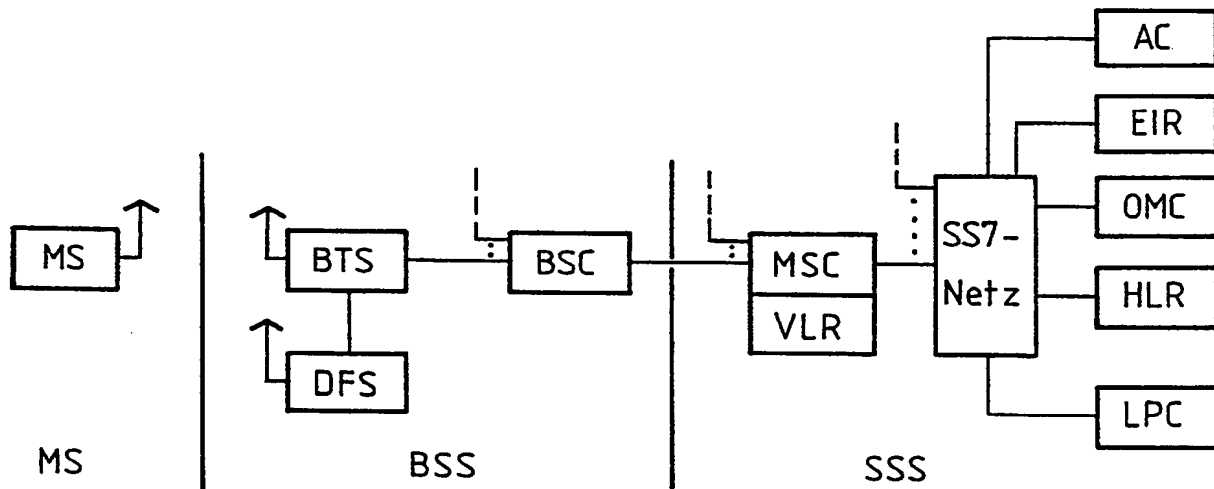 AC
EIR
OMC
HLR
LPC
SS7-
Netz
MS
BTS
DFS
BSC
MSC
VLR
MS
BSS
SSS